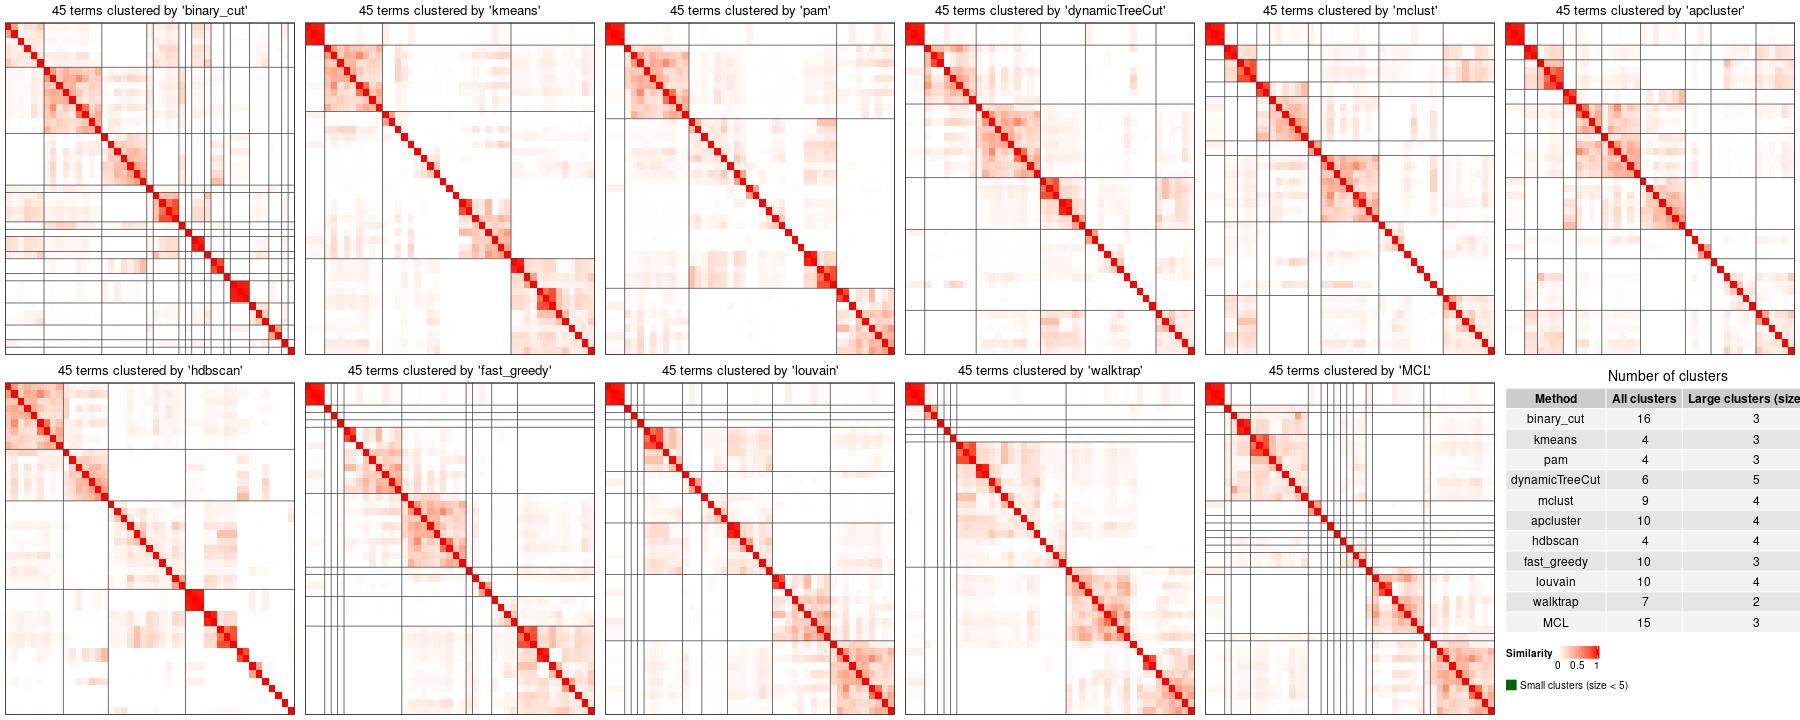 45 terms clustered by 'binary_cut'
45 terms clustered by 'kmeans'
45 terms clustered by 'pam'
45 terms clustered by 'dynamicTreeCut'
45 terms clustered by 'mclust'
45 terms clustered by 'apcluster'
45 terms clustered by 'hdbscan'
45 terms clustered by 'fast_greedy'
45 terms clustered by 'louvain'
45 terms clustered by 'walktrap'
45 terms clustered by 'MCL'
Number of clusters
Method All clusters Large clusters (size
binary_cut 16 3
kmeans 4 3
pam 4 3
dynamicTreeCut 6 5
mclust 9 4
apcluster 10 4
hdbscan 4 4
fast_greedy 10 3
louvain 10 4
walktrap 7 2
MCL 15 3
Similarity
0 0.5 1
Small clusters (size < 5)